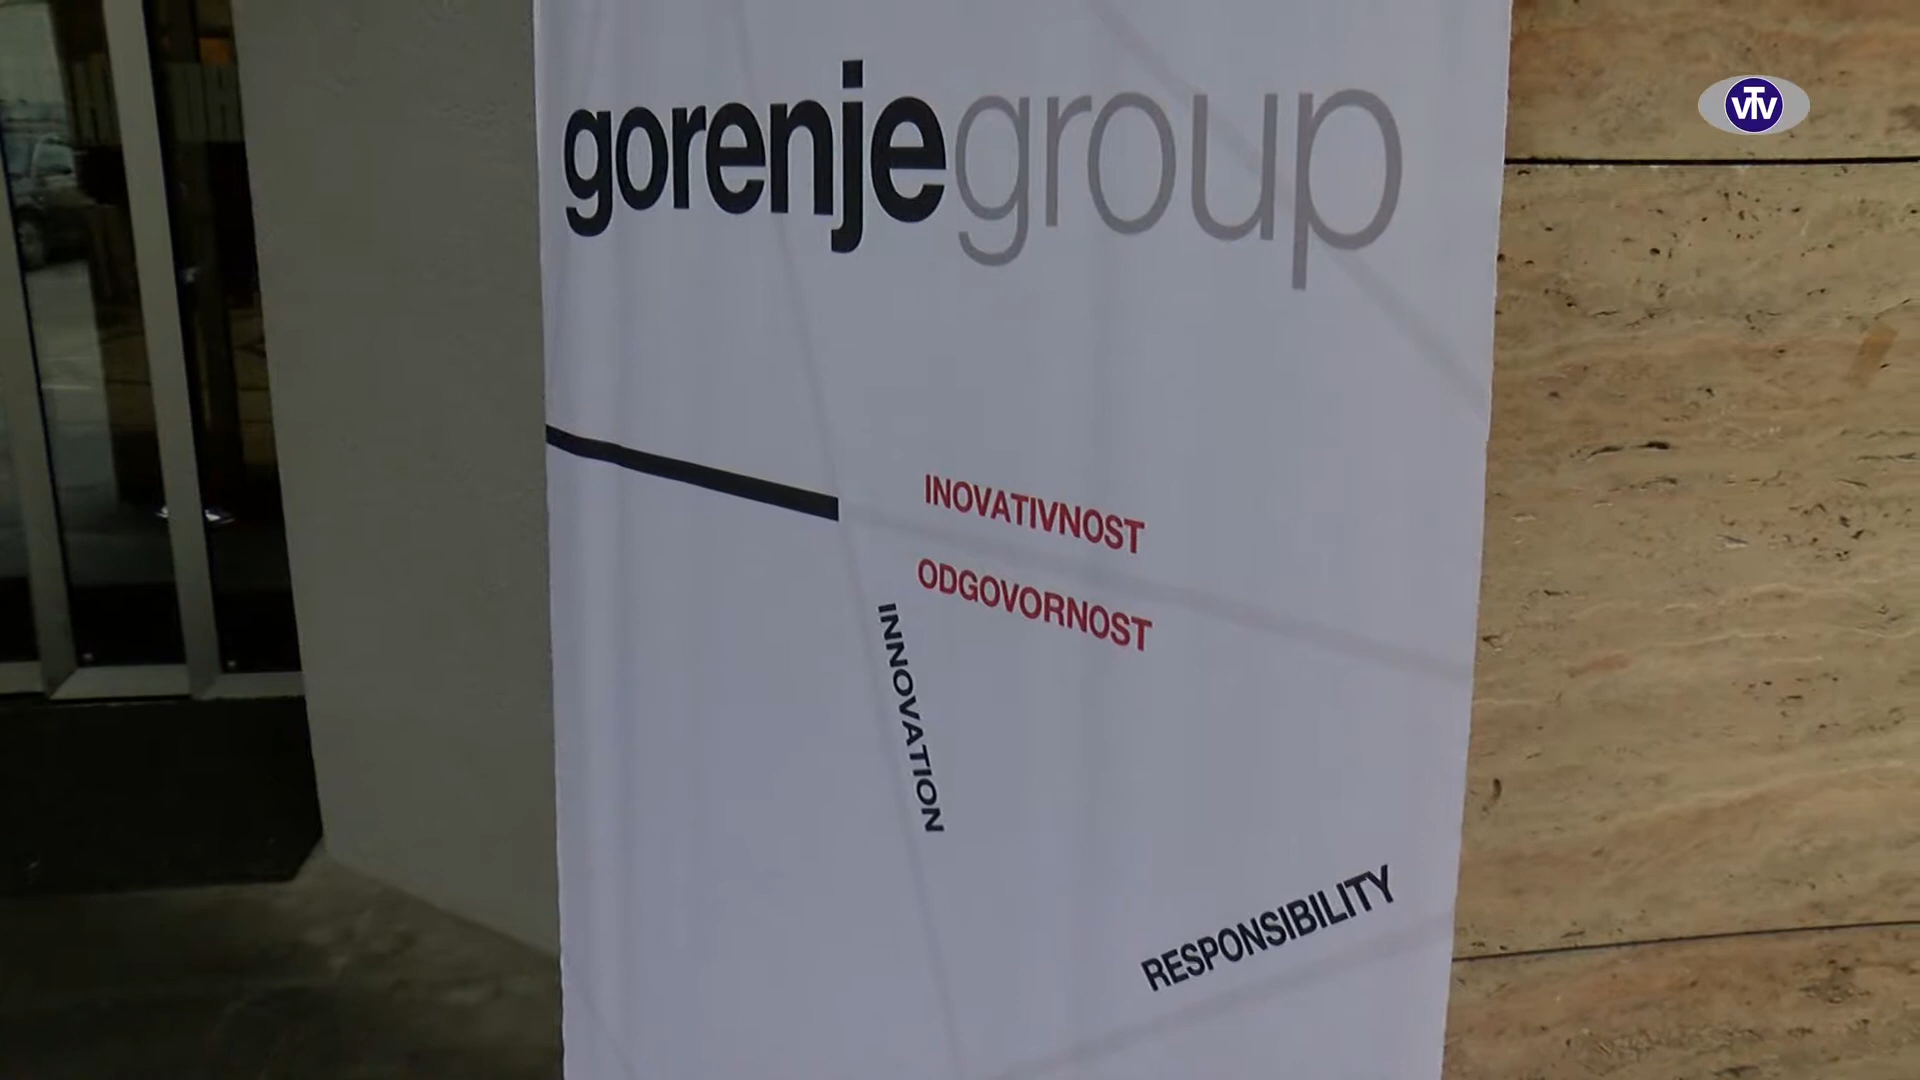 gorenjegroup
VTV
INOVATIVNOST
ODGOVORNOST
INNOVATION
RESPONSIBILITY